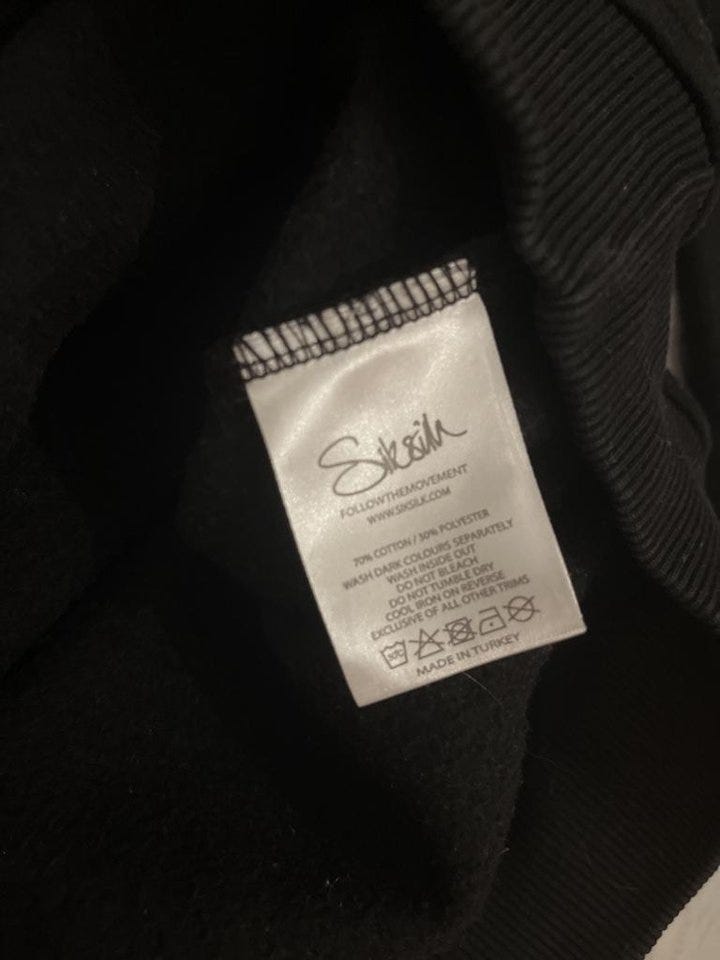 SikSilk
FOLLOWTHEMOVEMENT
WWW.SIKSILK.COM
70% COTTON / 30% POLYESTER
WASH DARK COLOURS SEPARATELY
WASH INSIDE OUT
DO NOT BLEACH
DO NOT TUMBLE DRY
COOL IRON ON REVERSE
EXCLUSIVE OF ALL OTHER TRIMS
MADE IN TURKEY